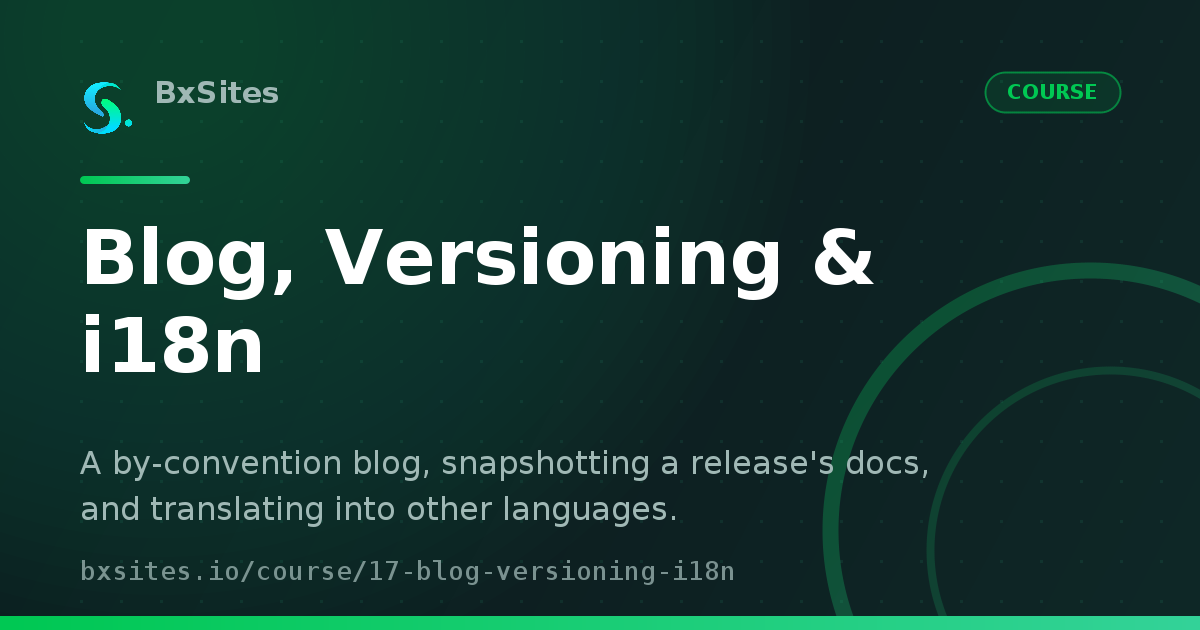 BxSites
COURSE
Blog, Versioning &
i18n
A by-convention blog, snapshotting a release's docs,
and translating into other languages.
bxsites.io/course/17-blog-versioning-i18n